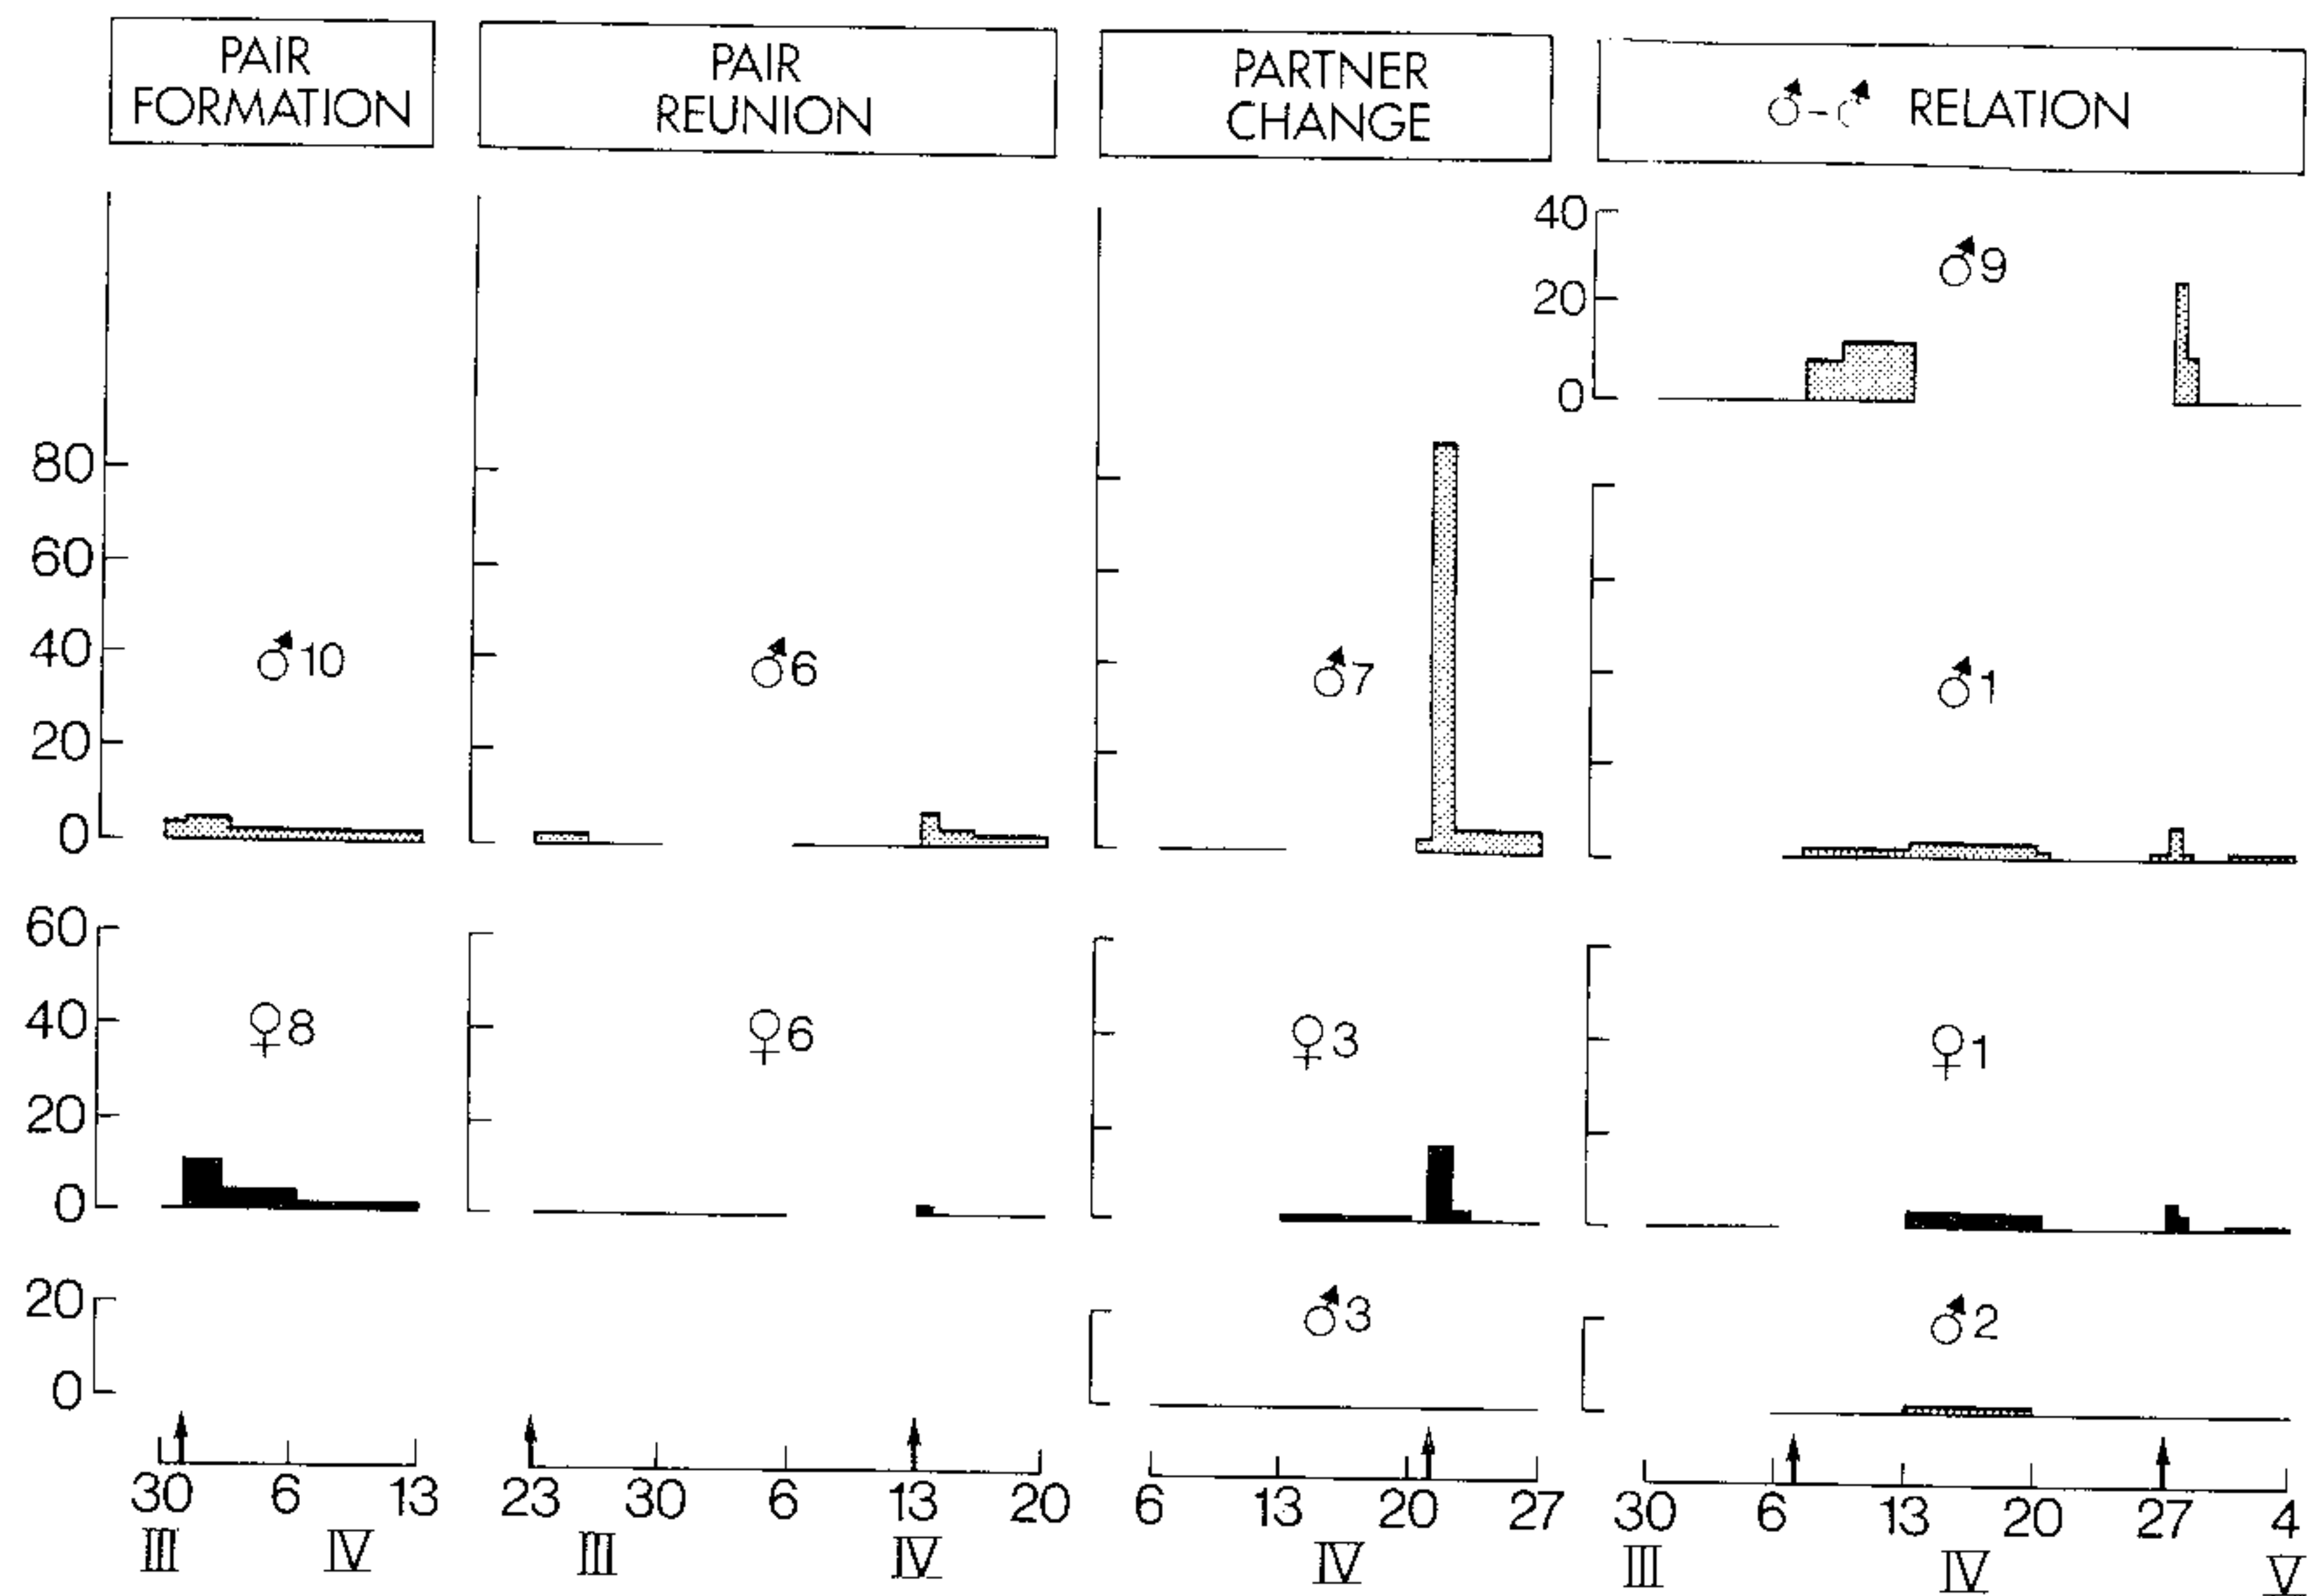 PAIR
FORMATION
PAIR
REUNION
PARTNER
CHANGE
♂-♂ RELATION
40
20
0
♂9
80
60
40
20
0
♂10
♂6
♂7
♂1
60
40
20
0
♀8
♀6
♀3
♀1
20
0
♂3
♂2
30 6 13
III IV
23 30 6 13 20
III IV
6 13 20 27
IV
30 6 13 20 27 4
III IV V